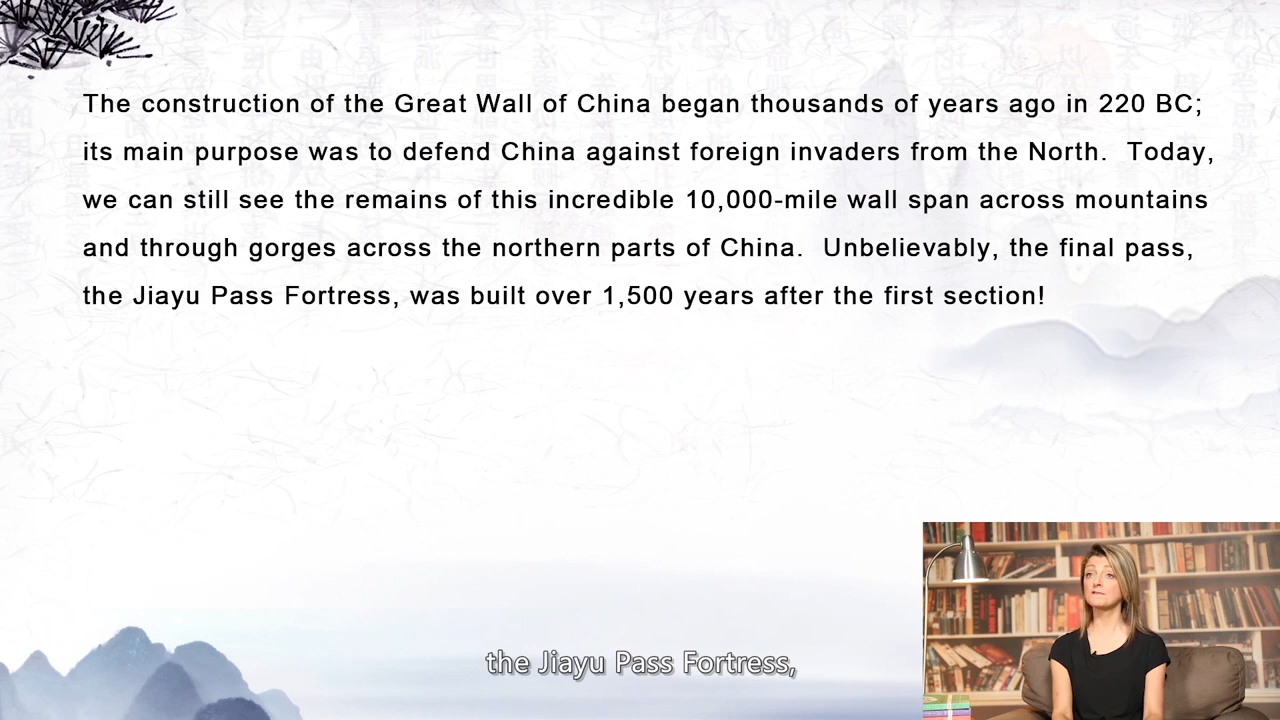 The construction of the Great Wall of China began thousands of years ago in 220 BC;
its main purpose was to defend China against foreign invaders from the North.  Today,
we can still see the remains of this incredible 10,000-mile wall span across mountains
and through gorges across the northern parts of China.  Unbelievably, the final pass,
the Jiayu Pass Fortress, was built over 1,500 years after the first section!
the Jiayu Pass Fortress,